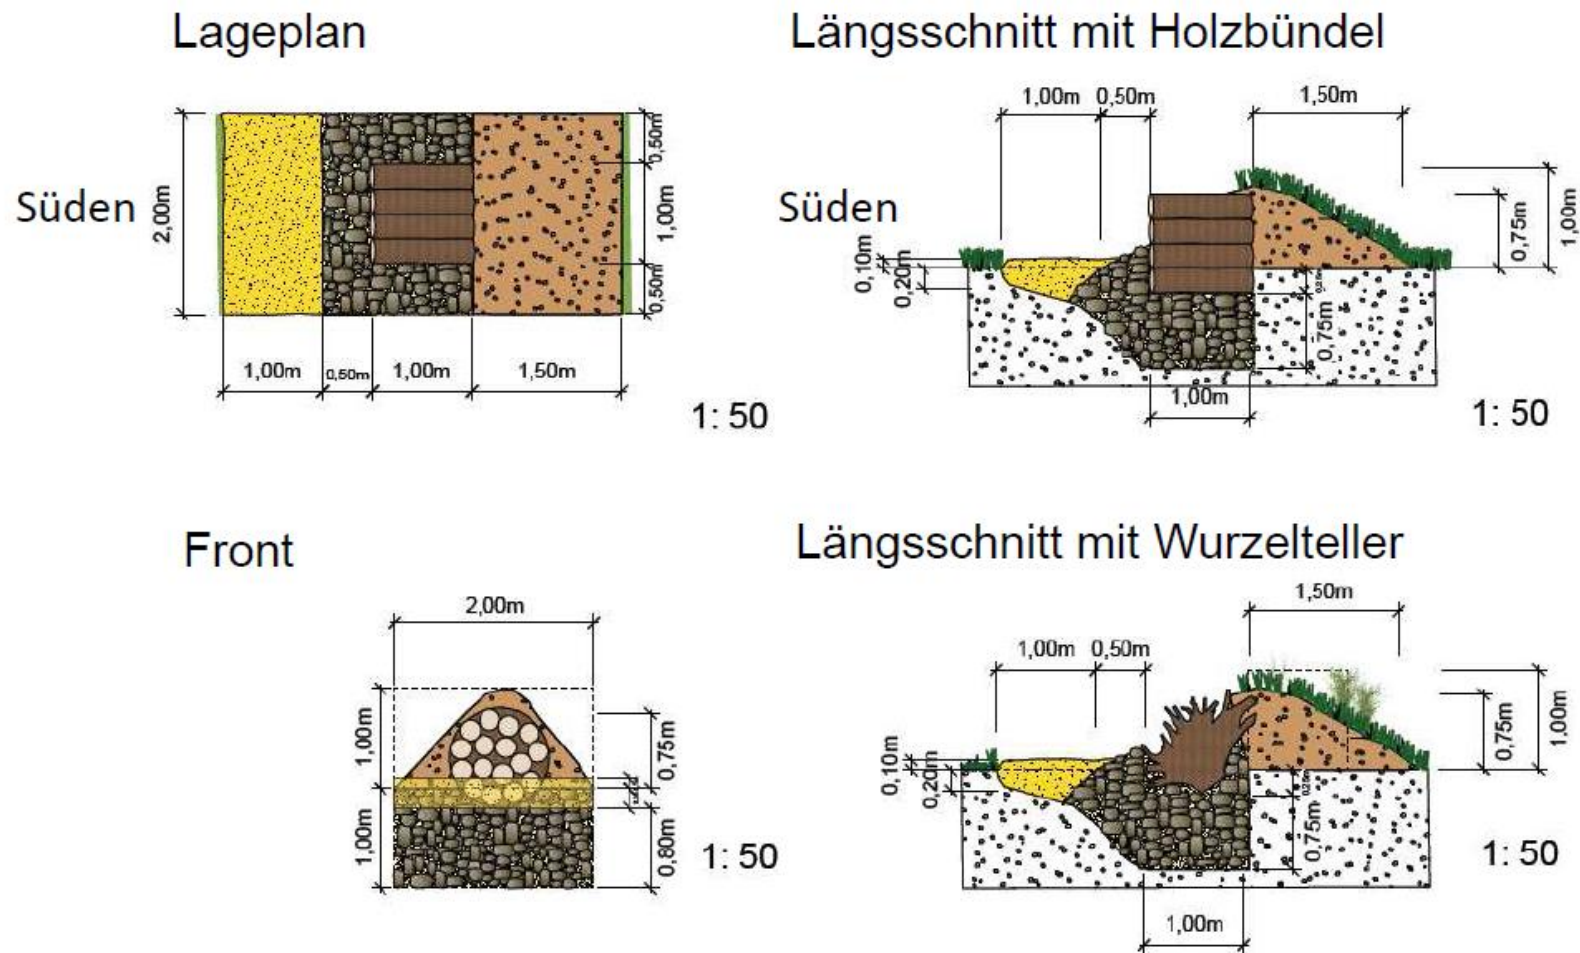 Lageplan
Süden
2,00m
0,50m
1,00m
0,50m
1,00m
0,50m
1,00m
1,50m
1: 50
Längsschnitt mit Holzbündel
Süden
1,00m
0,50m
1,50m
0,10m
0,20m
0,75m
1,00m
0,75m
1,00m
1: 50
Front
2,00m
1,00m
1,00m
0,75m
0,80m
1: 50
Längsschnitt mit Wurzelteller
1,50m
1,00m
0,50m
0,10m
0,20m
0,75m
1,00m
0,75m
1,00m
1: 50